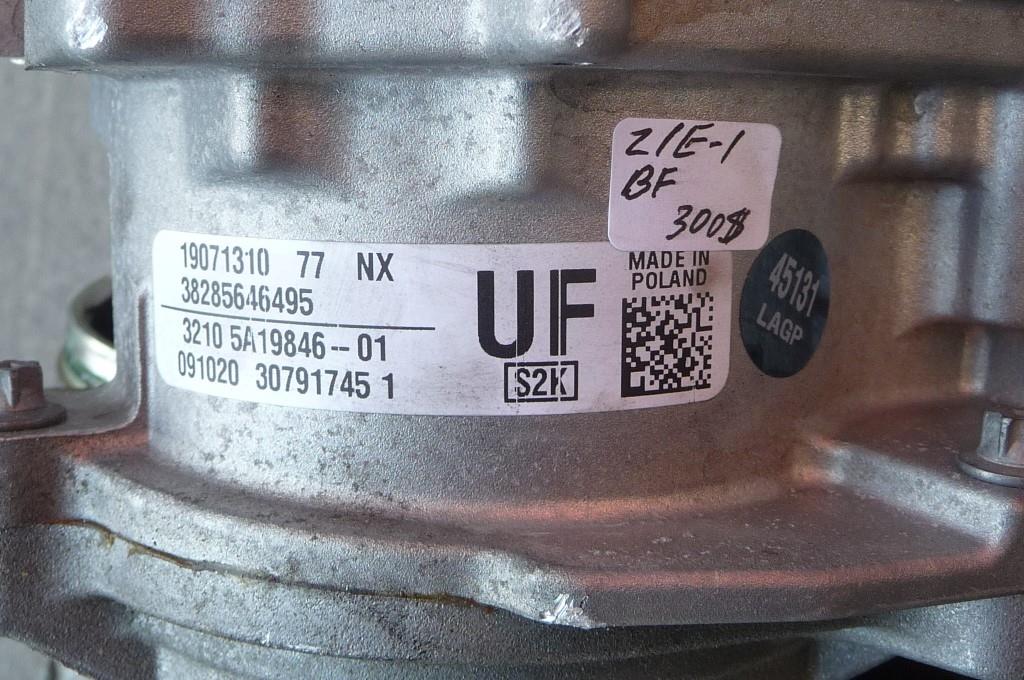 21E-1
BF
300$
19071310 77 NX
38285646495
3210 5A19846--01
091020 30791745 1
UF
S2K
MADE IN
POLAND
45131
LAGP